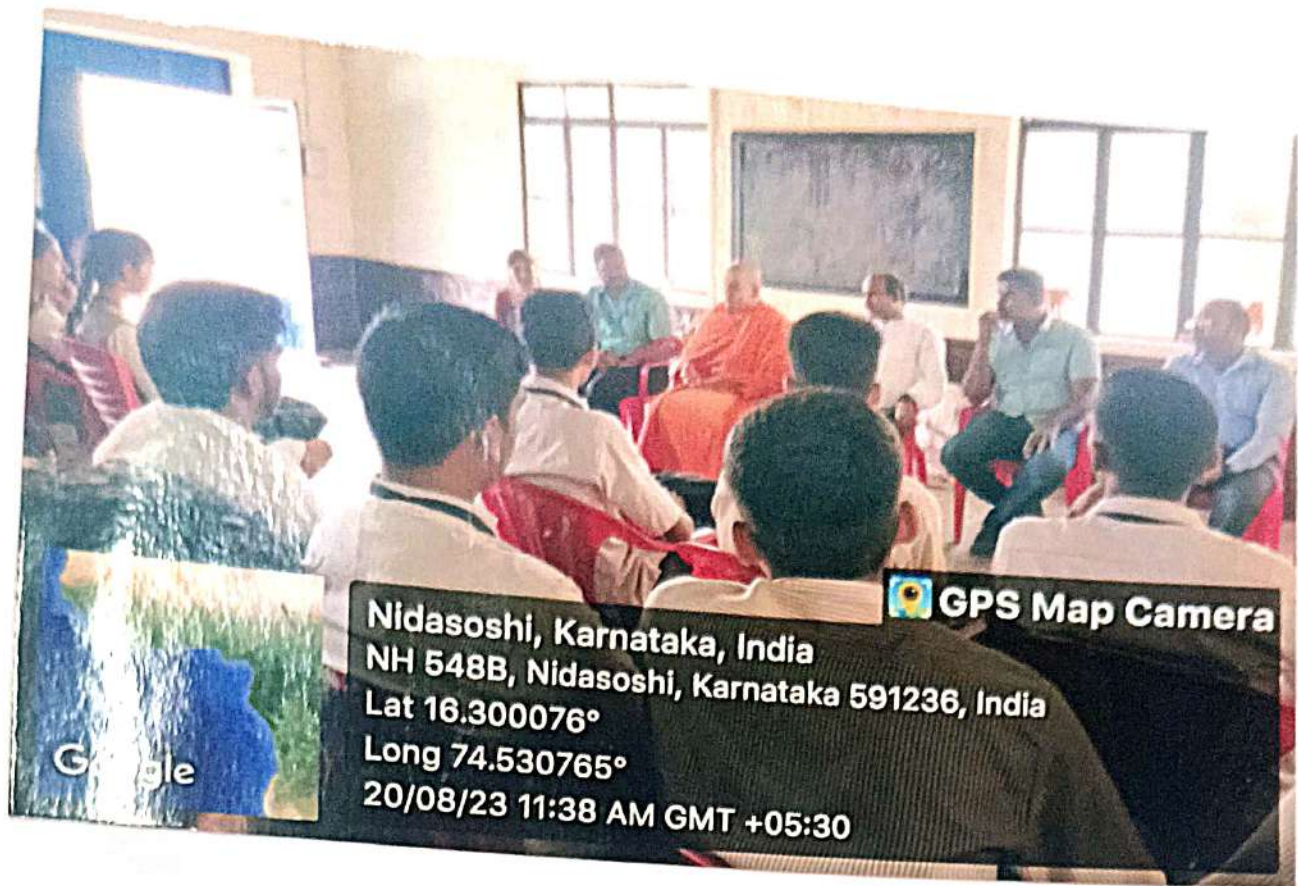 GPS Map Camera
Nidasoshi, Karnataka, India
NH 548B, Nidasoshi, Karnataka 591236, India
Lat 16.300076°
Long 74.530765°
20/08/23 11:38 AM GMT +05:30
Google